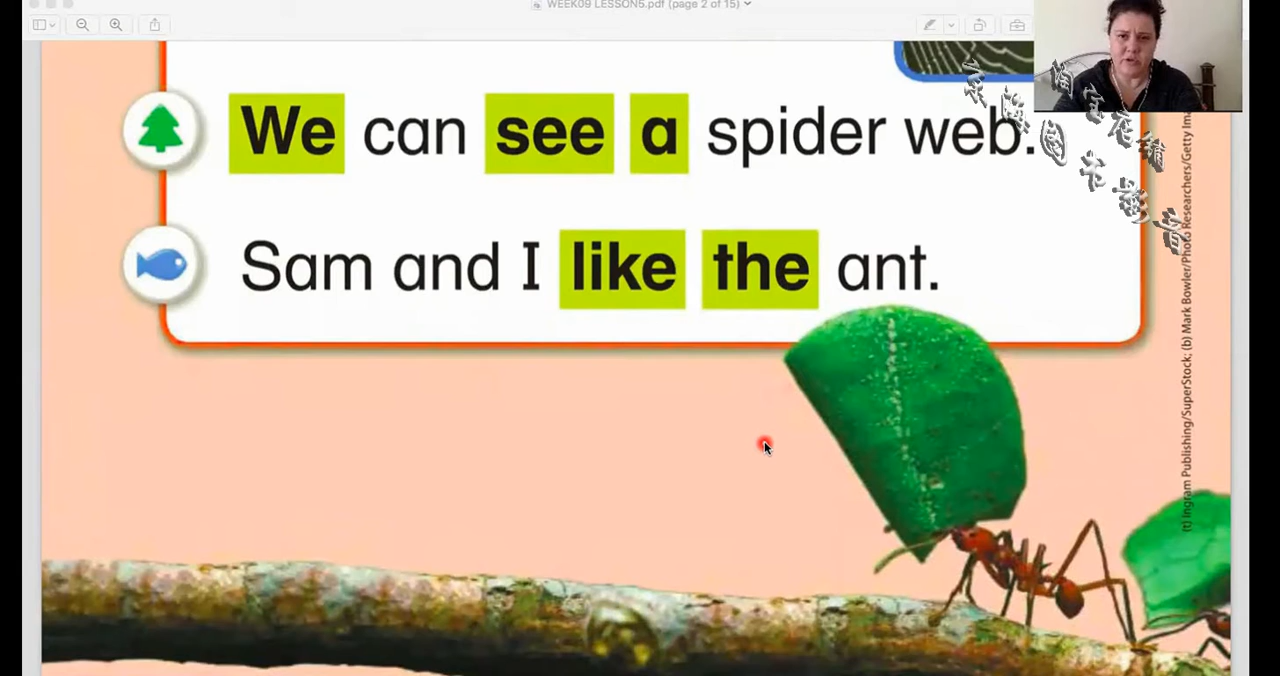 WEEK09 LESSON5.pdf (page 2 of 15)
We can see a spider web.
Sam and I like the ant.
(t) Ingram Publishing/SuperStock; (b) Mark Bowler/Photo Researchers/Getty Ima